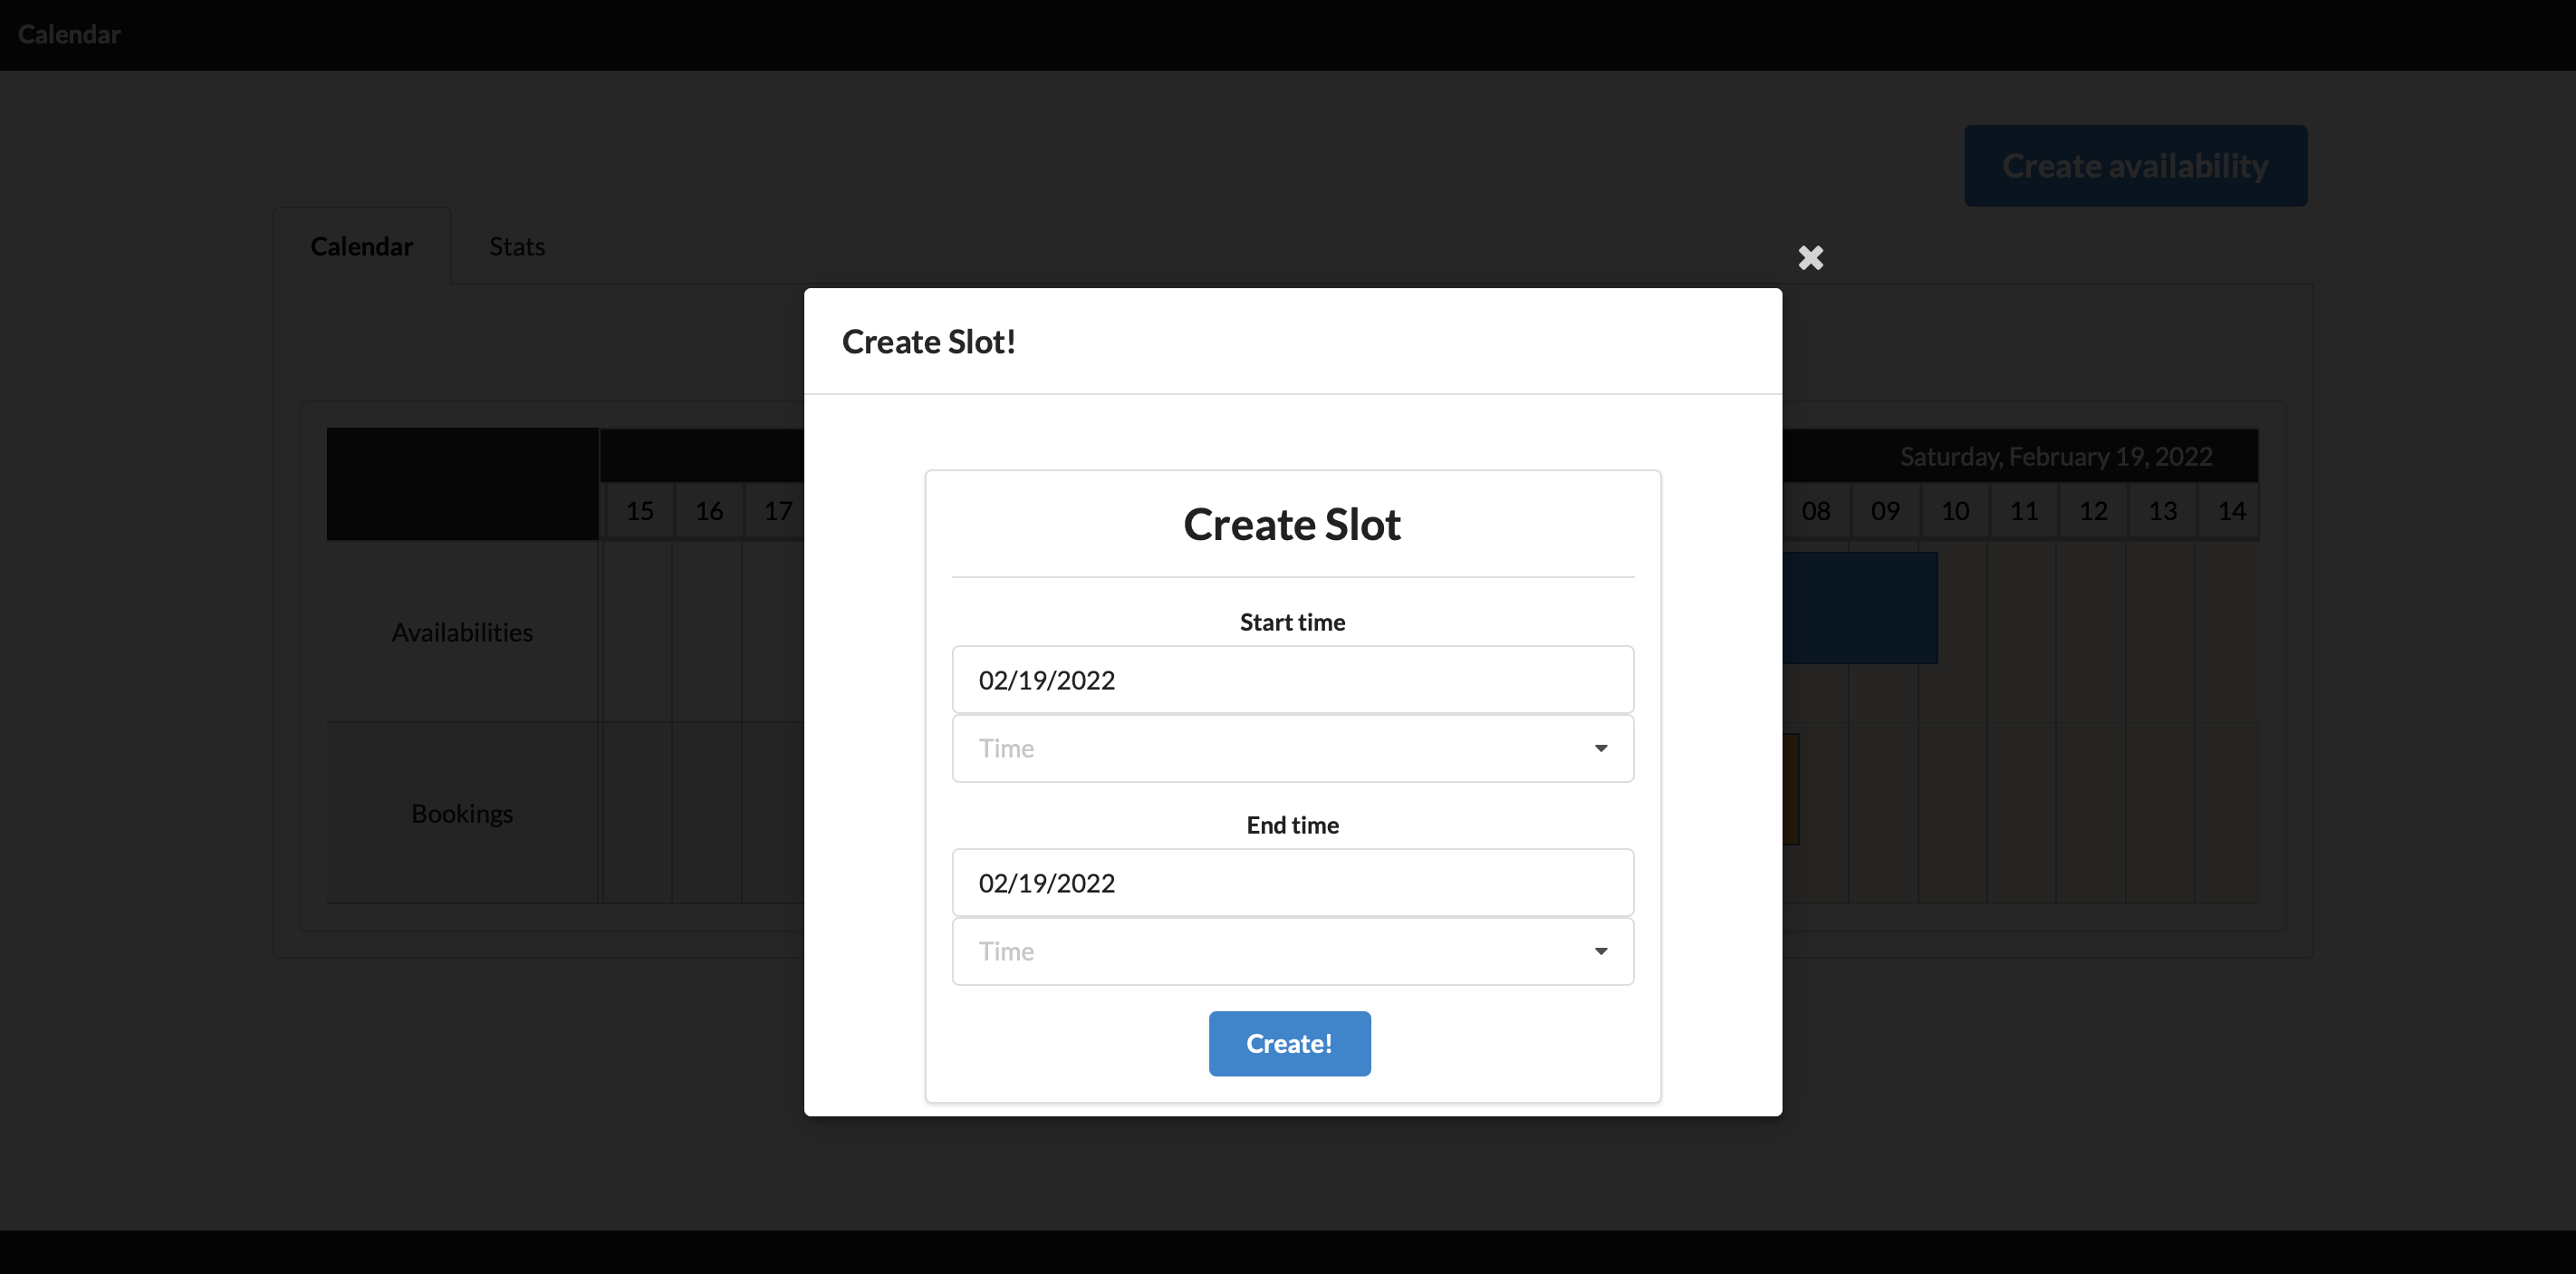 Calendar
Create availability
Calendar Stats
Create Slot!
Saturday, February 19, 2022
15 16 17 08 09 10 11 12 13 14
Create Slot
Start time
02/19/2022
Time
End time
02/19/2022
Time
Create!
Availabilities
Bookings